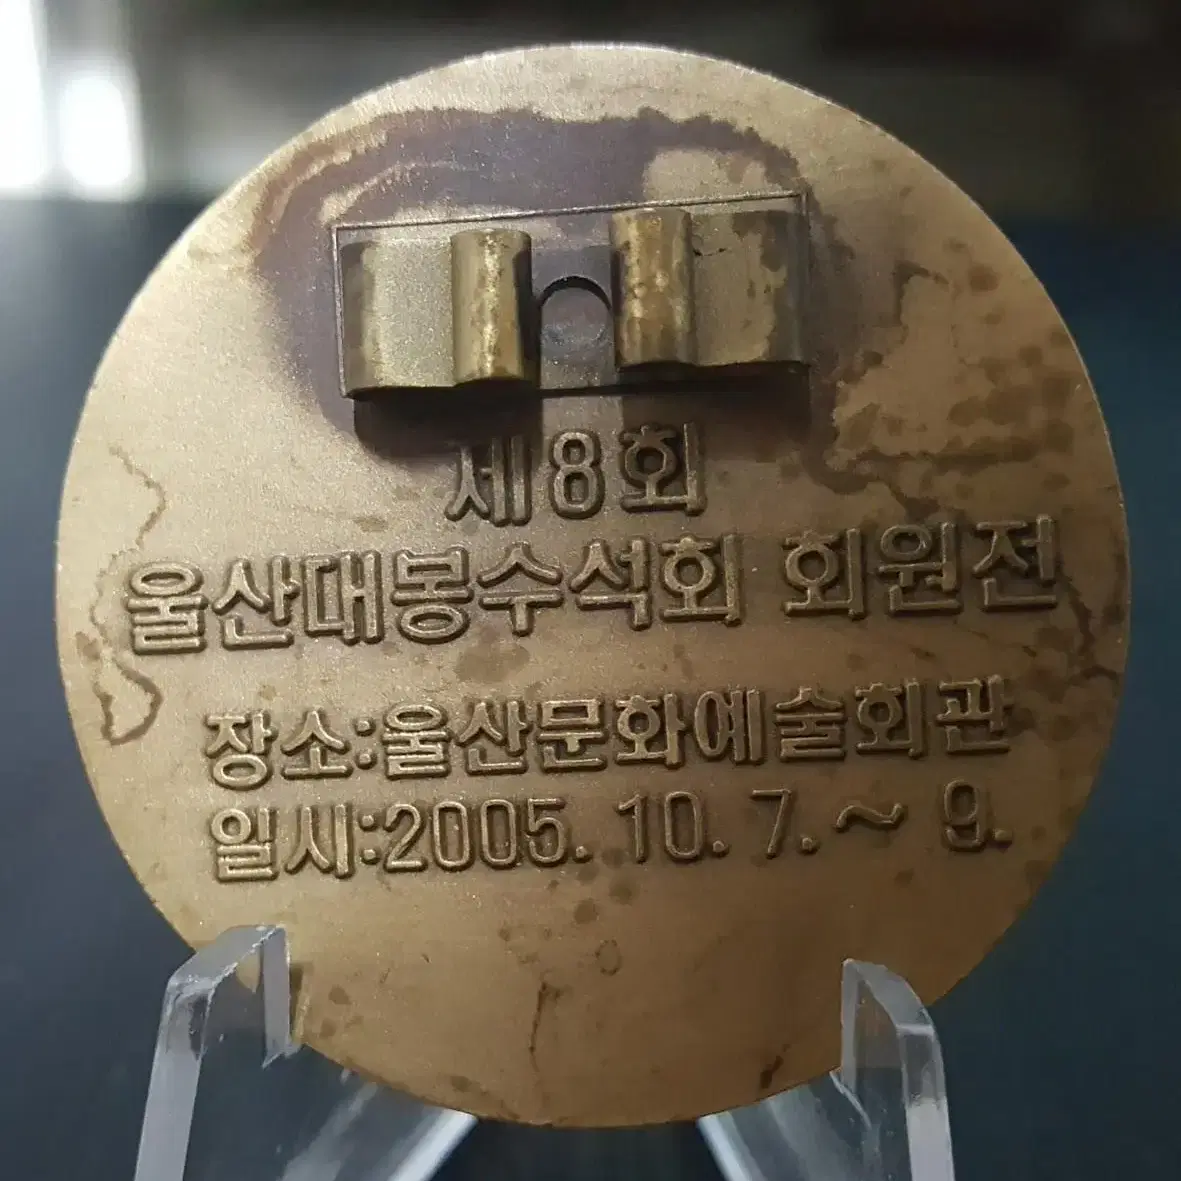 제8회
울산대봉수석회 회원전
장소:울산문화예술회관
일시:2005. 10. 7. ~ 9.